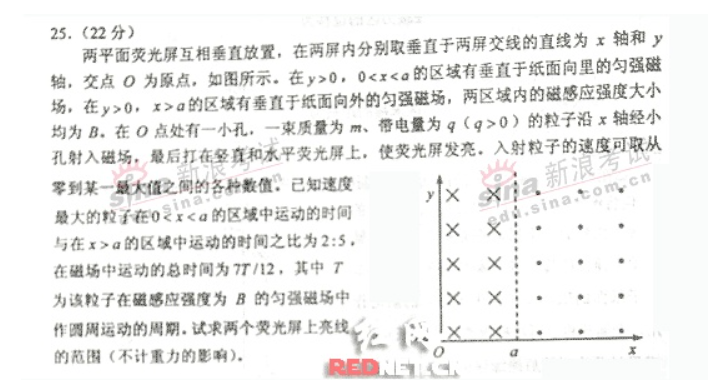 25.（22分）
两平面荧光屏互相垂直放置，在两屏内分别取垂直于两屏交线的直线为 x 轴和 y
轴，交点 O 为原点，如图所示。在 y>0，0<x<a 的区域有垂直于纸面向里的匀强磁
场，在 y>0，x>a 的区域有垂直于纸面向外的匀强磁场，两区域内的磁感应强度大小
均为 B。在 O 点处有一小孔，一束质量为 m、带电量为 q（q>0）的粒子沿 x 轴经小
孔射入磁场，最后打在竖直和水平荧光屏上，使荧光屏发亮。入射粒子的速度可取从
零到某一最大值之间的各种数值。已知速度
最大的粒子在 0<x<a 的区域中运动的时间
与在 x>a 的区域中运动的时间之比为 2:5，
在磁场中运动的总时间为 7T/12，其中 T
为该粒子在磁感应强度为 B 的匀强磁场中
作圆周运动的周期。试求两个荧光屏上亮线
的范围（不计重力的影响）。
y
O
a
x
sina 新浪考试
edu.sina.com.cn
sina 新浪考试
edu.sina.com.cn
红网
REDNET.CN